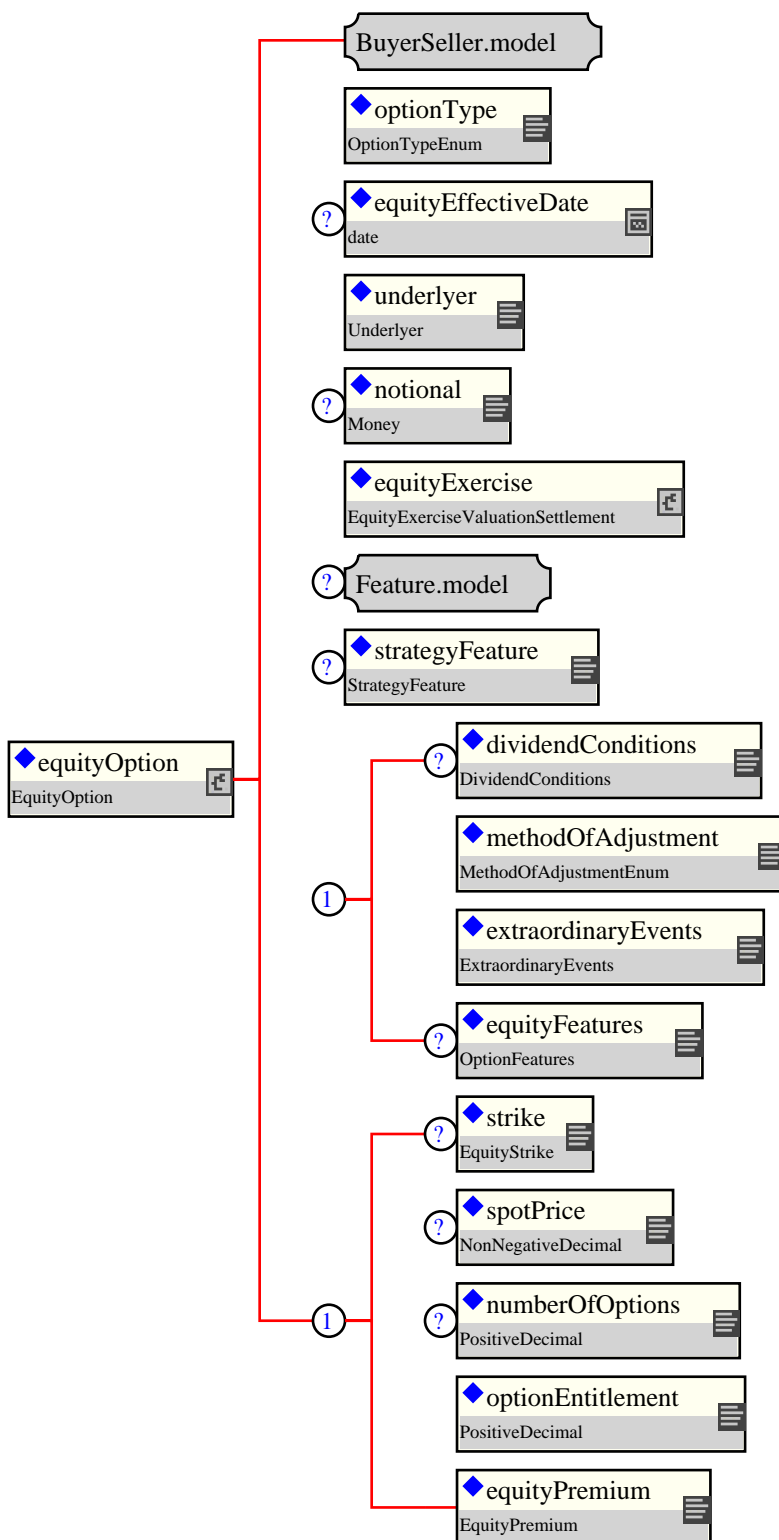 BuyerSeller.model
optionType
OptionTypeEnum
?
equityEffectiveDate
date
underlyer
Underlyer
?
notional
Money
equityExercise
EquityExerciseValuationSettlement
?
Feature.model
?
strategyFeature
StrategyFeature
equityOption
EquityOption
1
?
dividendConditions
DividendConditions
methodOfAdjustment
MethodOfAdjustmentEnum
extraordinaryEvents
ExtraordinaryEvents
?
equityFeatures
OptionFeatures
1
?
strike
EquityStrike
?
spotPrice
NonNegativeDecimal
?
numberOfOptions
PositiveDecimal
optionEntitlement
PositiveDecimal
equityPremium
EquityPremium